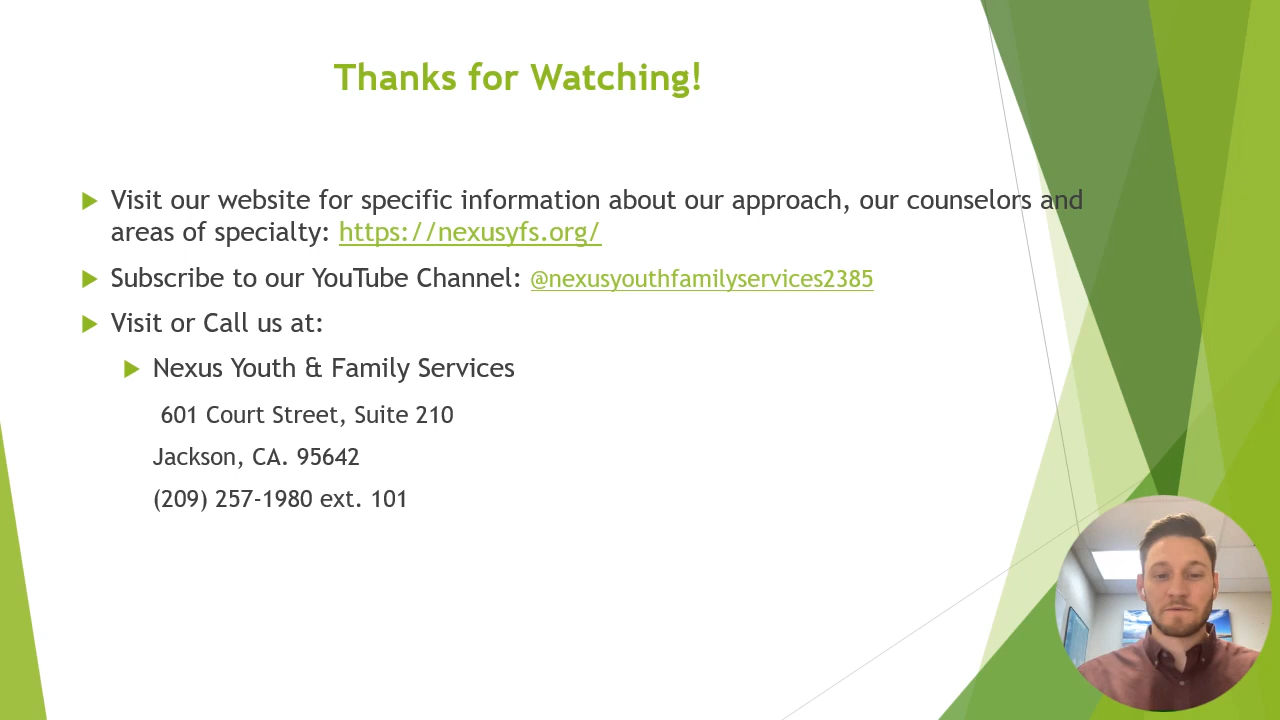 Thanks for Watching!
Visit our website for specific information about our approach, our counselors and
areas of specialty: https://nexusyfs.org/
Subscribe to our YouTube Channel: @nexusyouthfamilyservices2385
Visit or Call us at:
Nexus Youth & Family Services
601 Court Street, Suite 210
Jackson, CA. 95642
(209) 257-1980 ext. 101